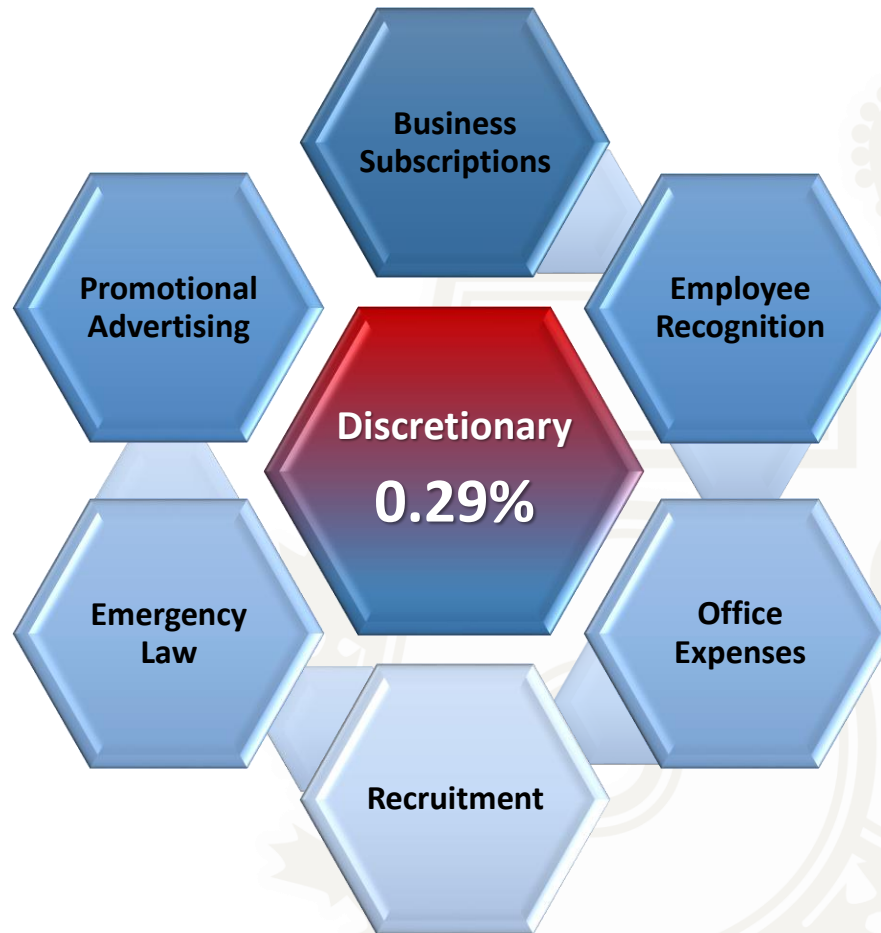 Business
Subscriptions
Promotional
Advertising
Employee
Recognition
Discretionary
0.29%
Emergency
Law
Office
Expenses
Recruitment